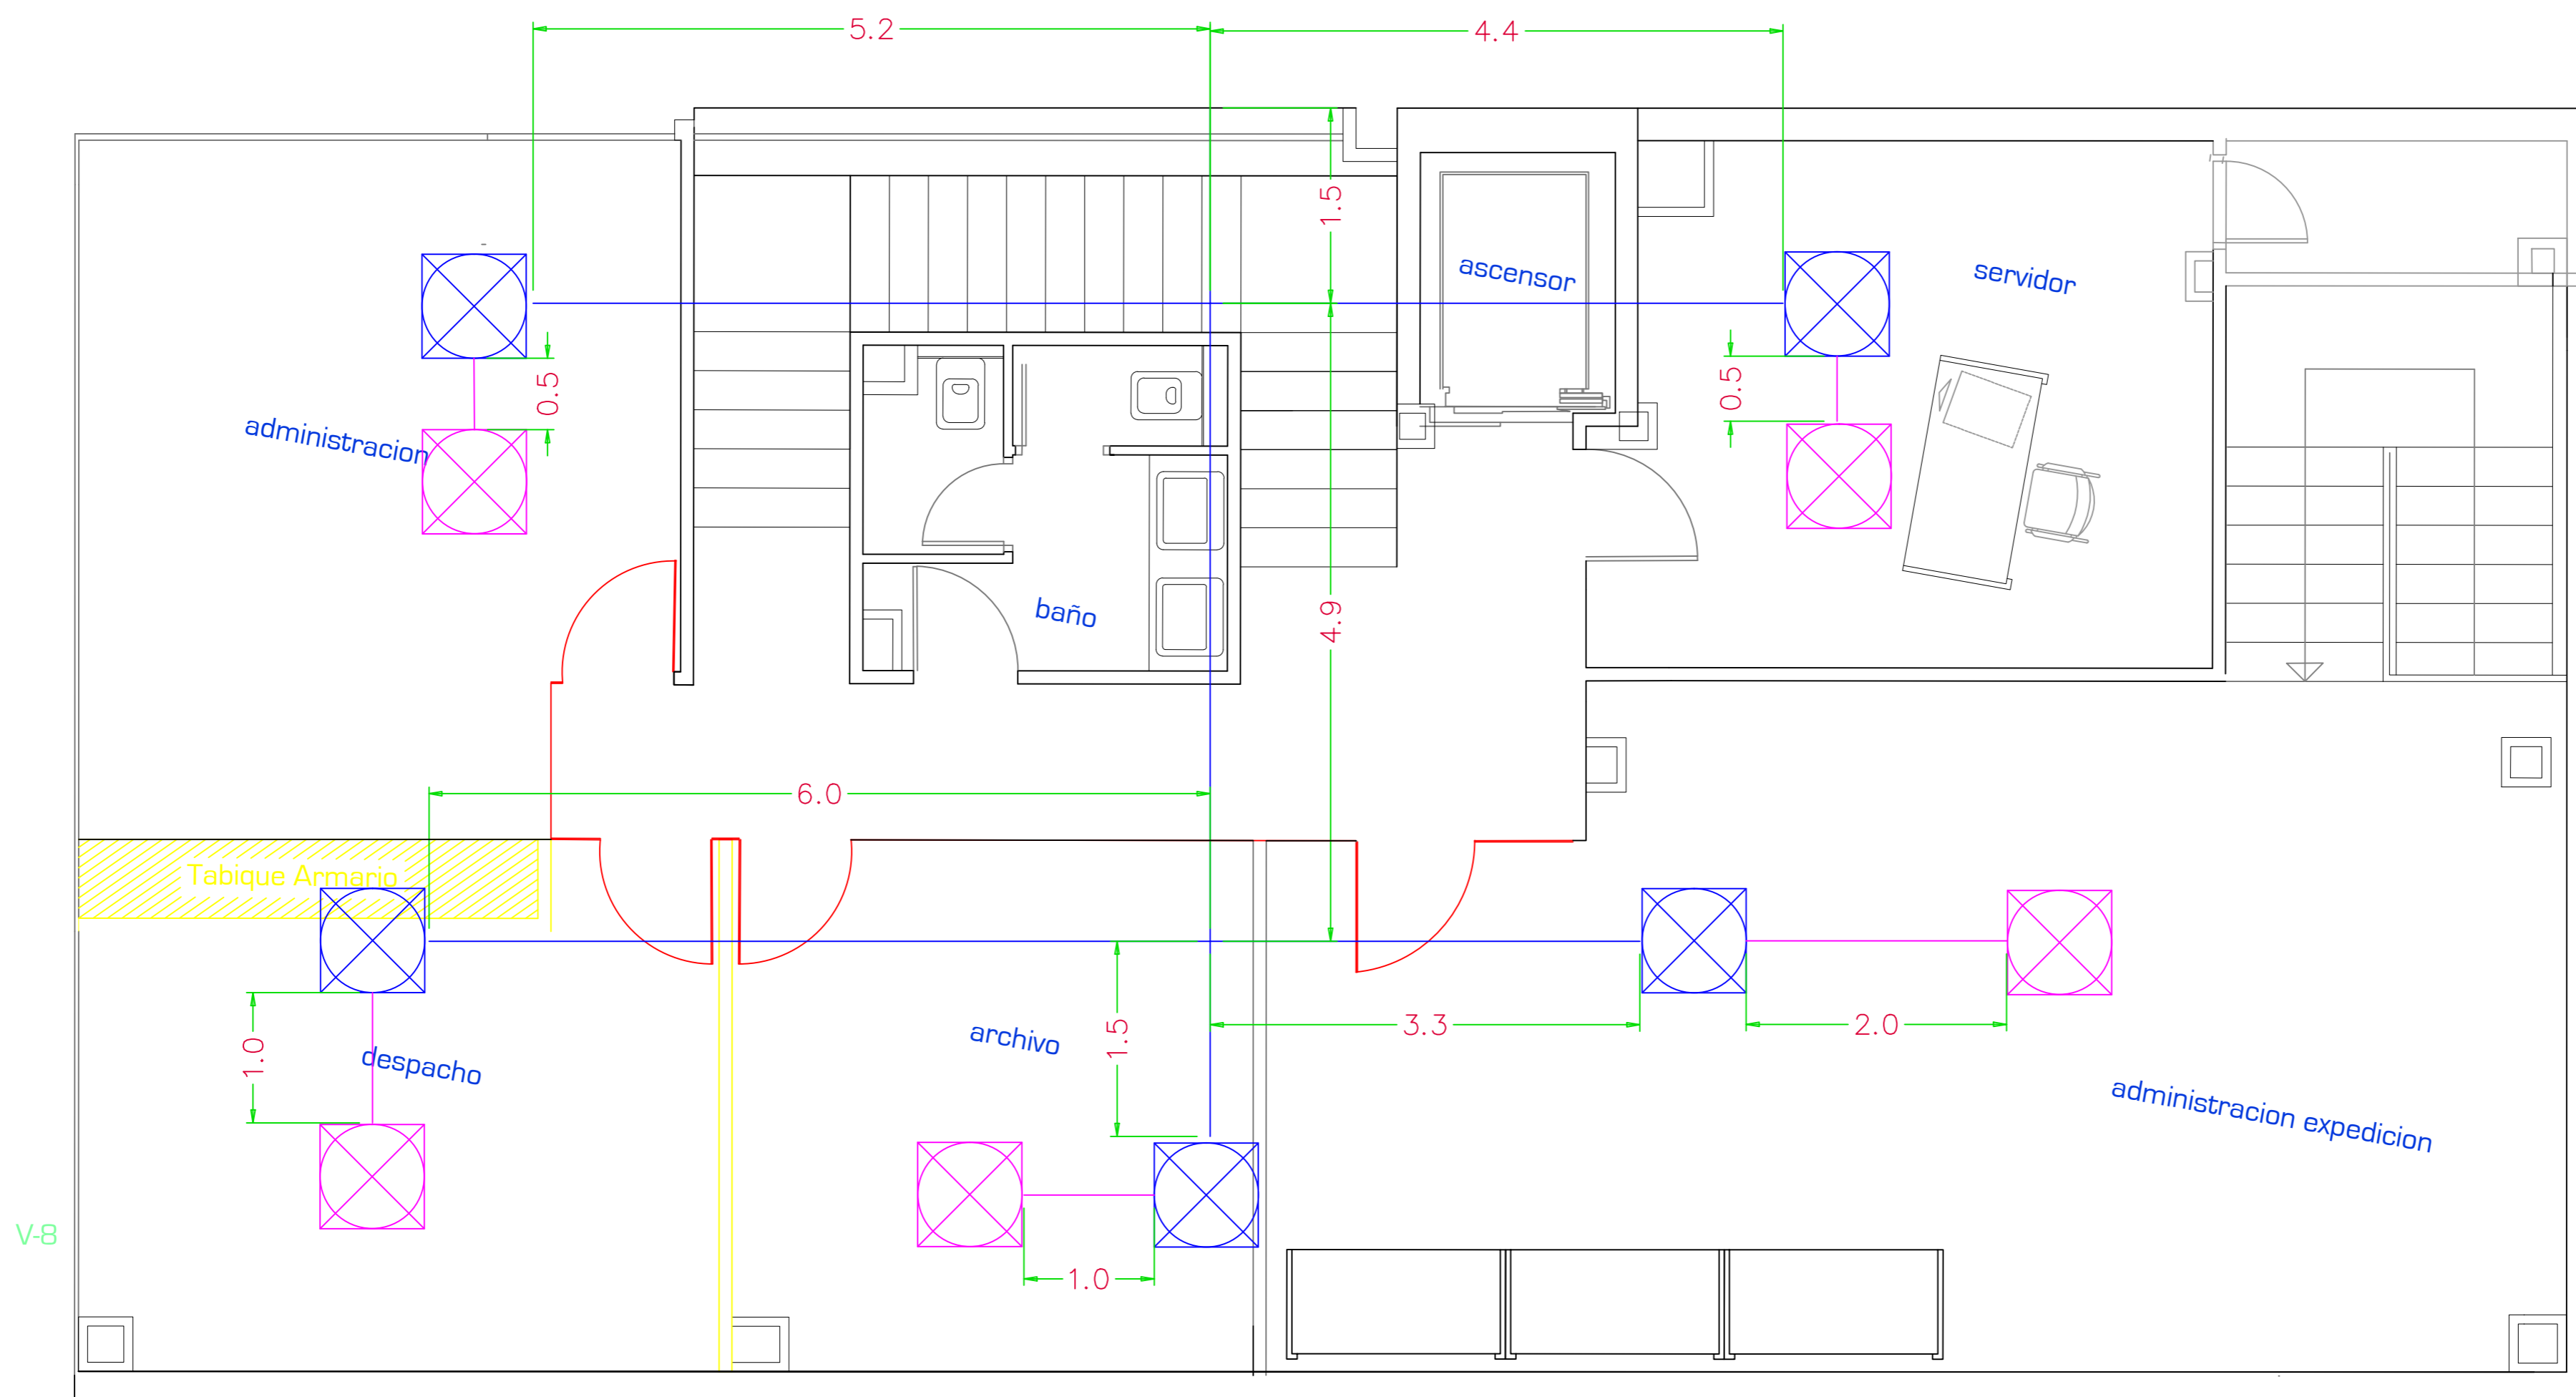 5.2
4.4
1.5
ascensor
servidor
0.5
0.5
administracion
baño
4.9
6.0
Tabique Armario
3.3
2.0
1.0
despacho
archivo
1.5
administracion expedicion
V-8
1.0